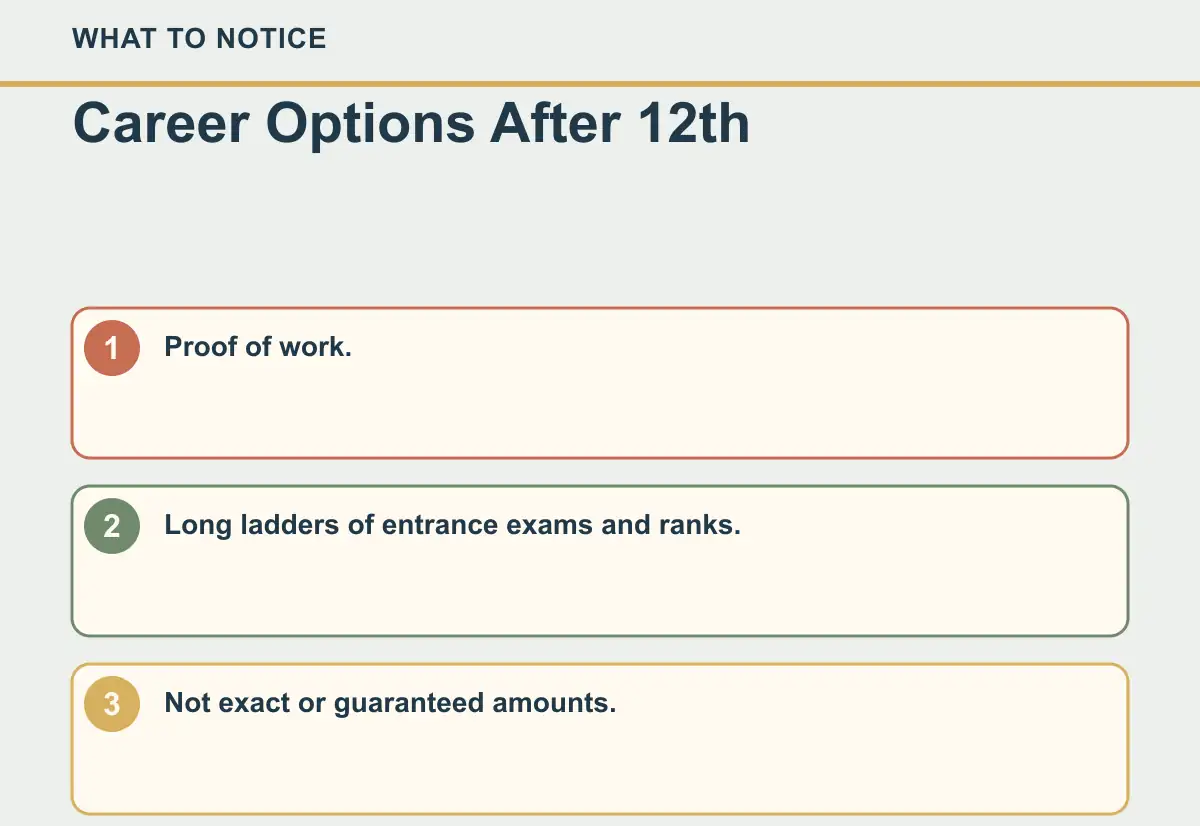 WHAT TO NOTICE
Career Options After 12th
1 Proof of work.
2 Long ladders of entrance exams and ranks.
3 Not exact or guaranteed amounts.